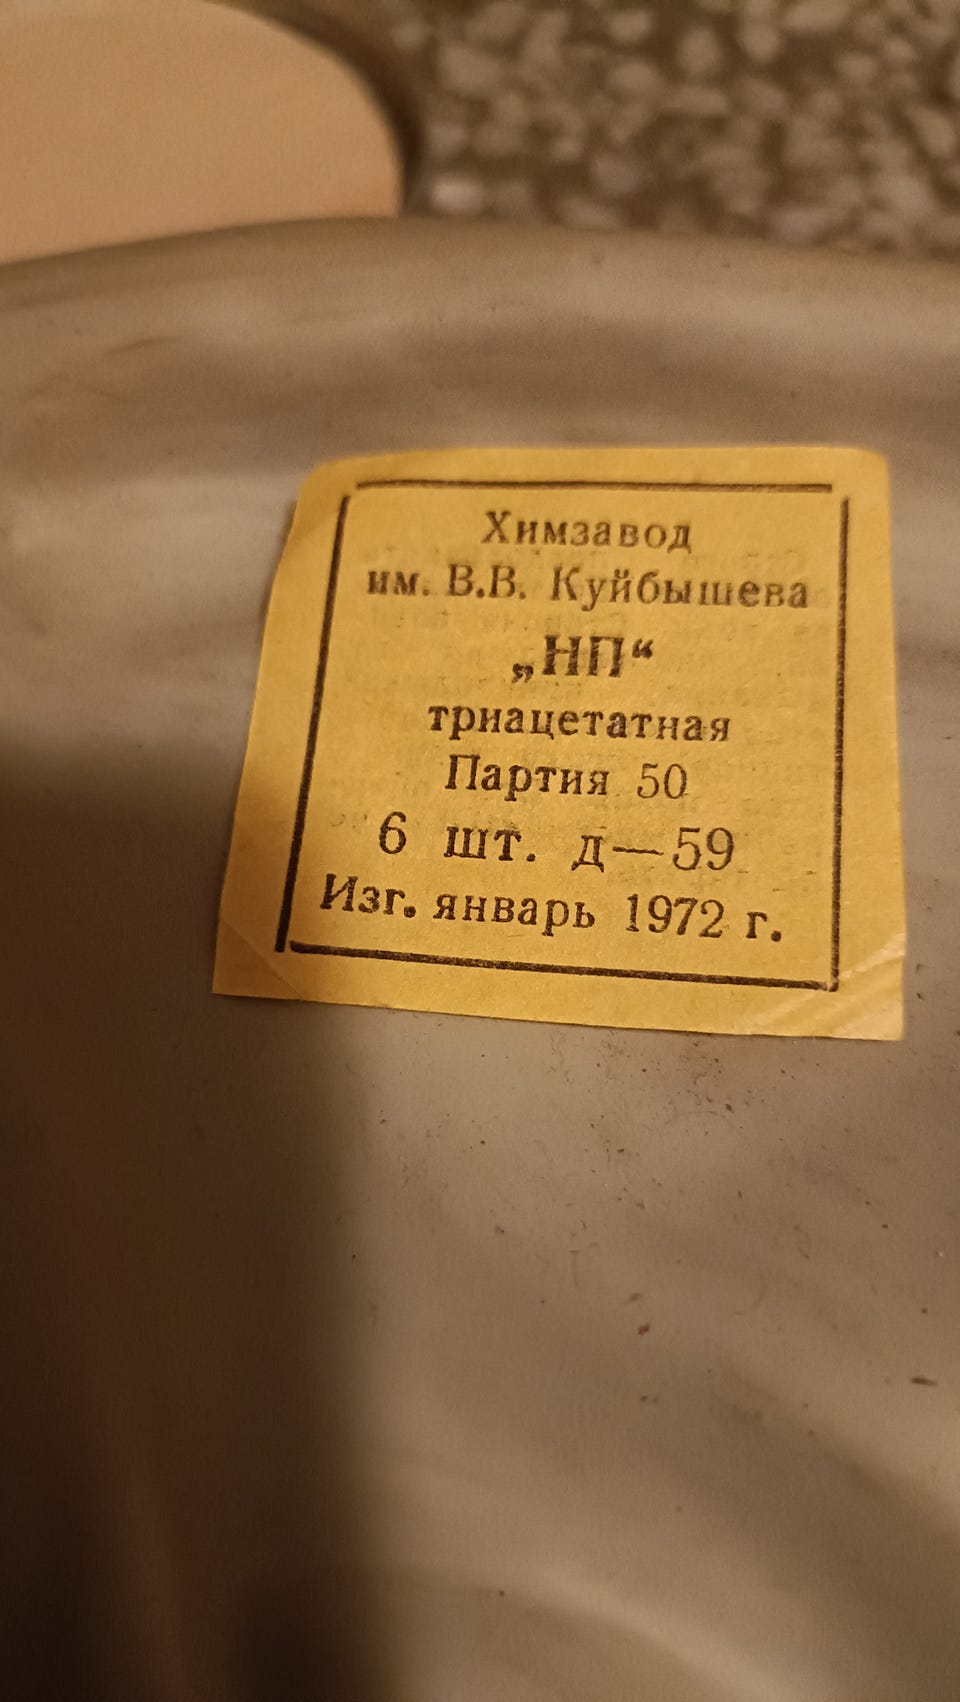 Химзавод
им. В.В. Куйбышева
„НП“
триацетатная
Партия 50
6 шт. д—59
Изг. январь 1972 г.